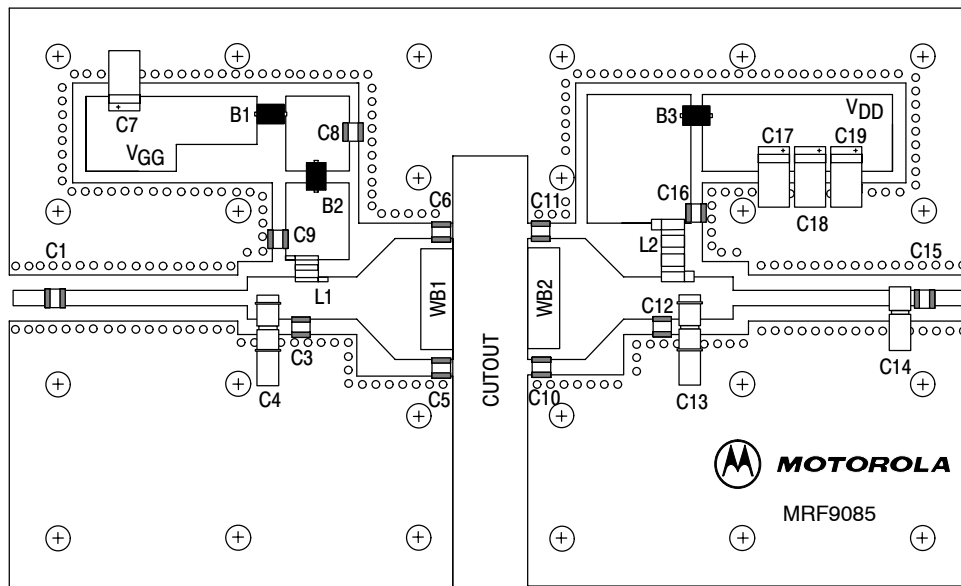 C7
B1
C8
VGG
B2
B3
VDD
C17
C19
C18
C16
C6
C11
C9
C1
L1
L2
C15
WB1
WB2
C12
C3
C4
C5
C10
C13
C14
CUTOUT
MOTOROLA
MRF9085